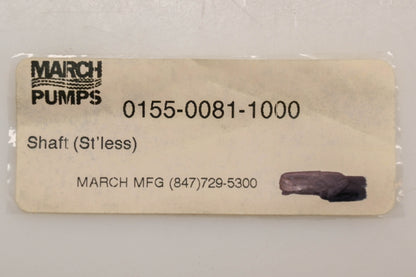 MARCH
PUMPS
0155-0081-1000
Shaft (St'less)
MARCH MFG (847)729-5300